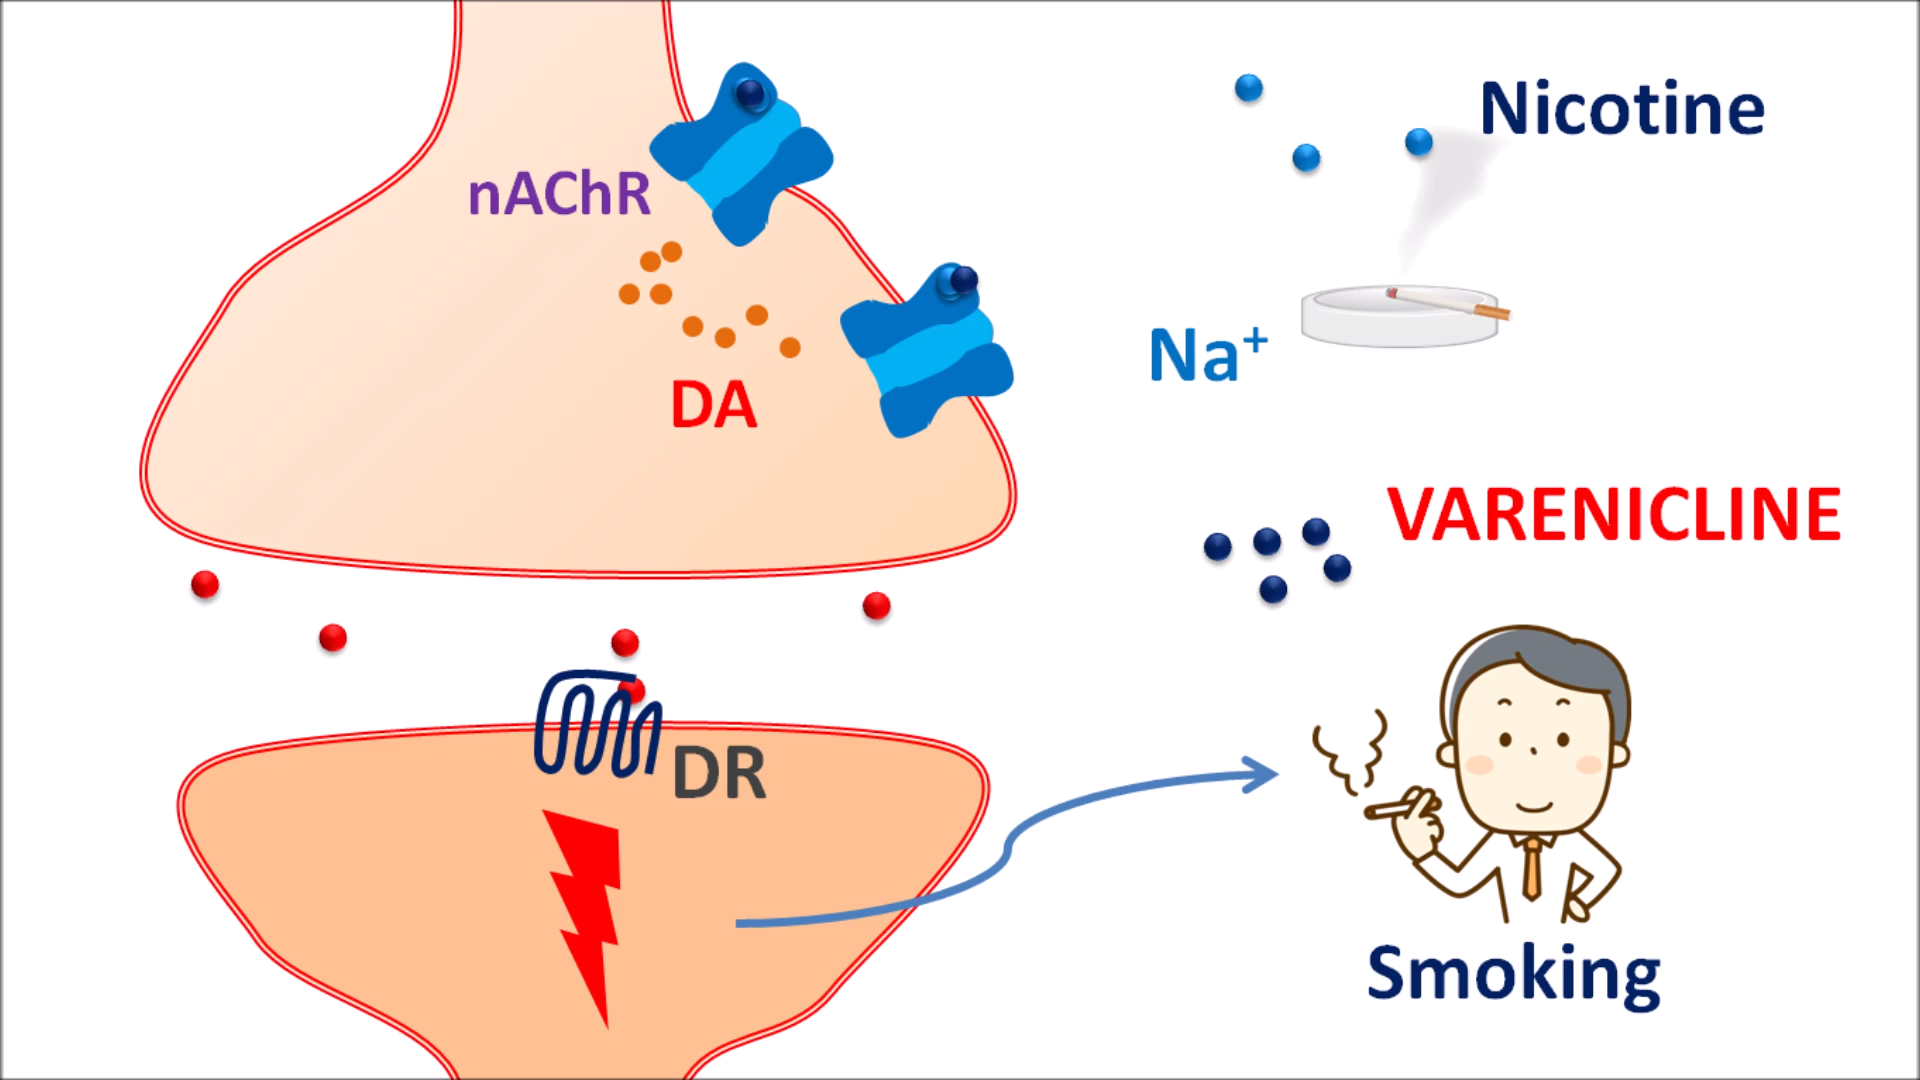 Nicotine
nAChR
Na⁺
DA
VARENICLINE
DR
Smoking